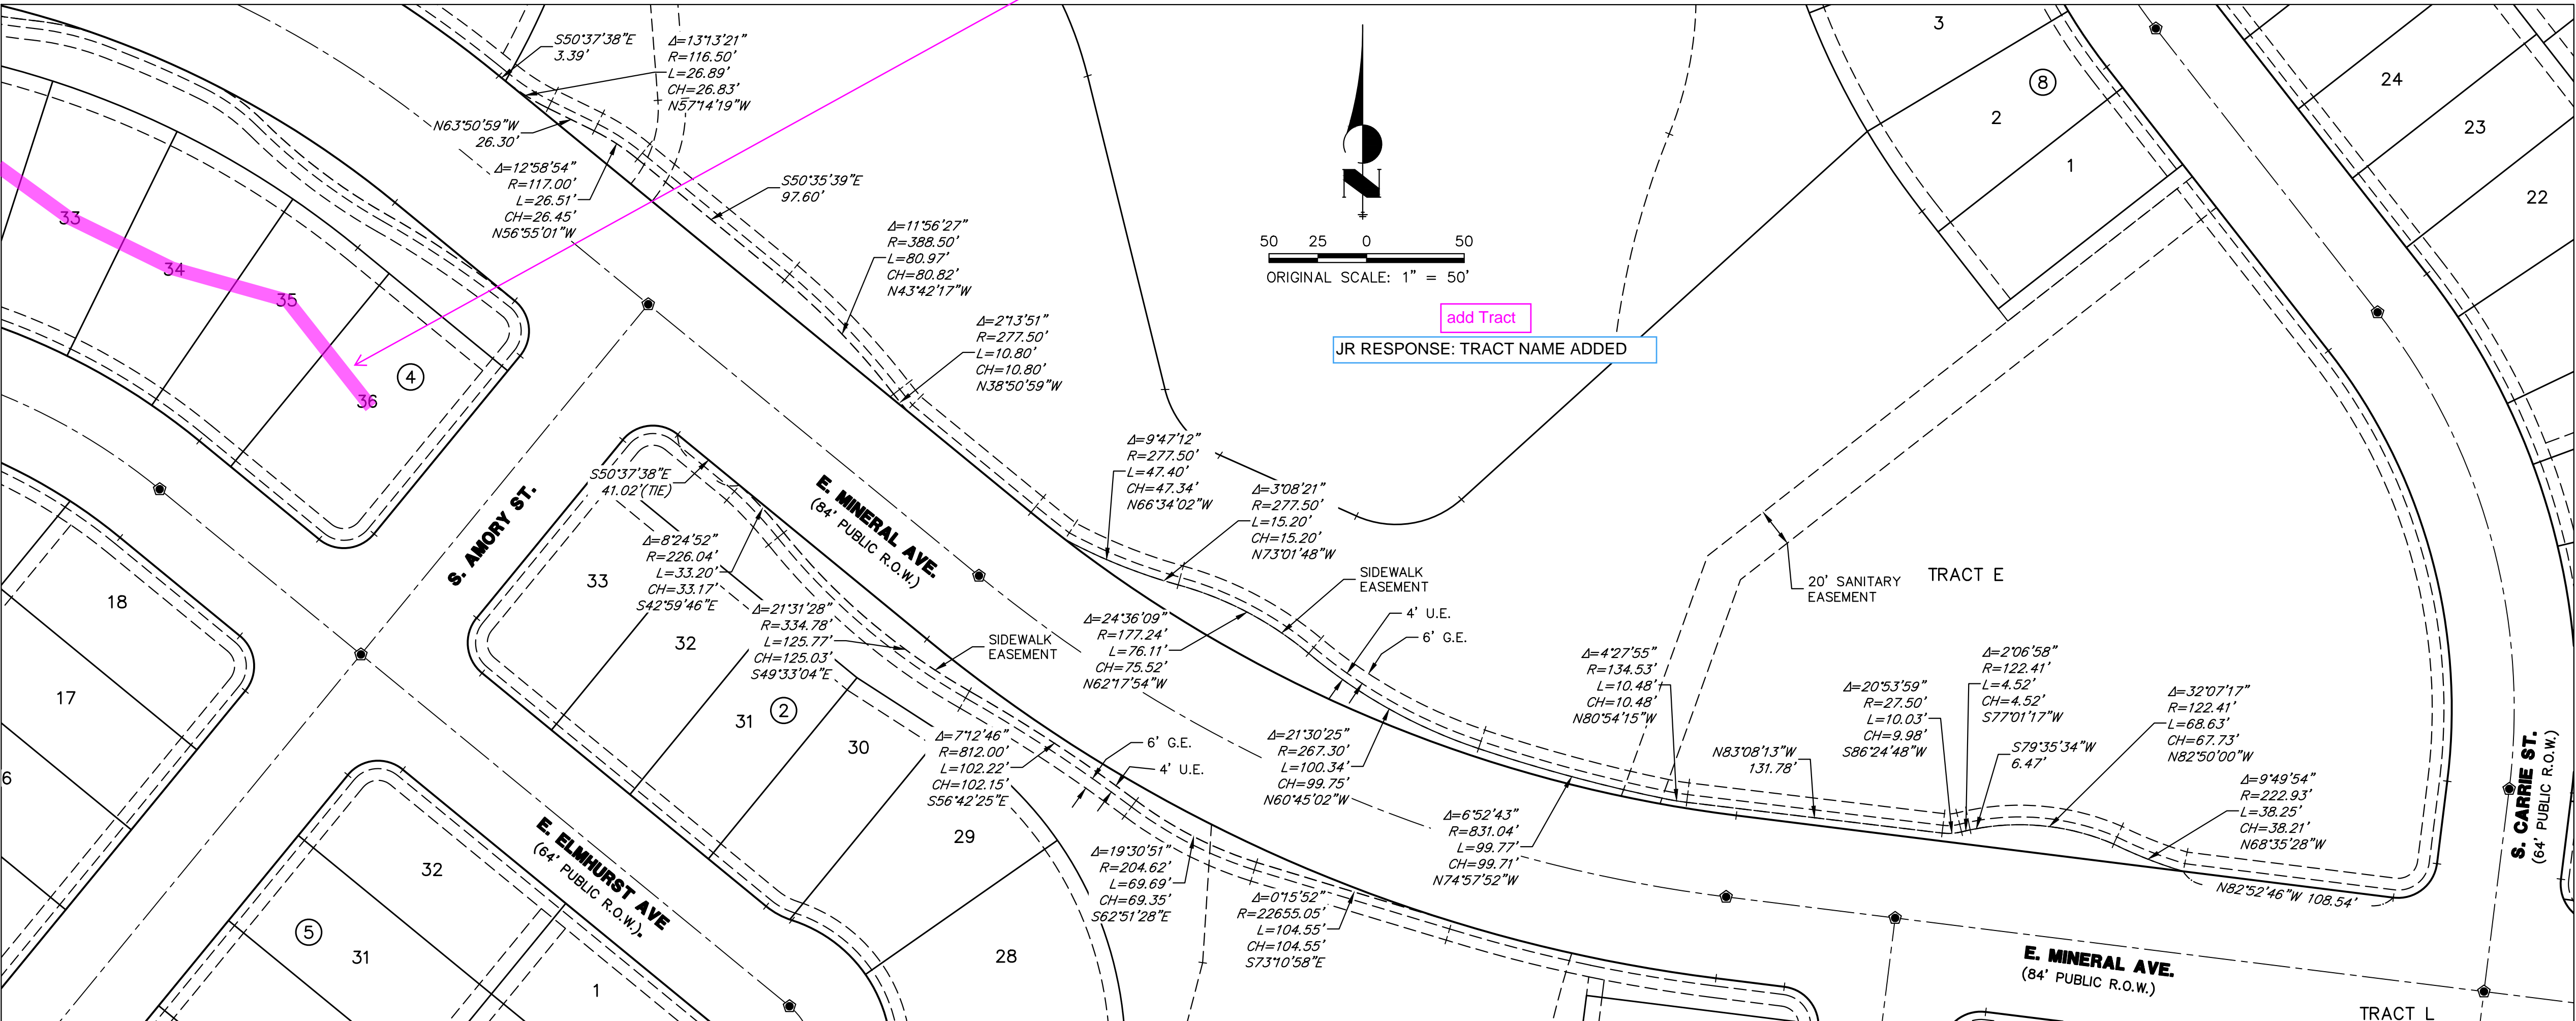 S50°37'38"E
3.39'
Δ=13°13'21"
R=116.50'
L=26.89'
CH=26.83'
N57°14'19"W
N63°50'59"W
26.30'
Δ=12°58'54"
R=117.00'
L=26.51'
CH=26.45'
N56°55'01"W
S50°35'39"E
97.60'
Δ=11°56'27"
R=388.50'
L=80.97'
CH=80.82'
N43°42'17"W
Δ=2°13'51"
R=277.50'
L=10.80'
CH=10.80'
N38°50'59"W
N
50 25 0 50
ORIGINAL SCALE: 1" = 50'
add Tract
JR RESPONSE: TRACT NAME ADDED
3
8
2
1
24
23
22
33
34
35
36
4
S50°37'38"E
41.02'(TIE)
E. MINERAL AVE.
(84' PUBLIC R.O.W.)
S. AMORY ST.
Δ=9°47'12"
R=277.50'
L=47.40'
CH=47.34'
N66°34'02"W
Δ=3°08'21"
R=277.50'
L=15.20'
CH=15.20'
N73°01'48"W
SIDEWALK
EASEMENT
4' U.E.
6' G.E.
20' SANITARY
EASEMENT
TRACT E
18
17
6
33
32
31
2
30
29
28
Δ=8°24'52"
R=226.04'
L=33.20'
CH=33.17'
S42°59'46"E
Δ=21°31'28"
R=334.78'
L=125.77'
CH=125.03'
S49°33'04"E
SIDEWALK
EASEMENT
Δ=24°36'09"
R=177.24'
L=76.11'
CH=75.52'
N62°17'54"W
Δ=7°12'46"
R=812.00'
L=102.22'
CH=102.15'
S56°42'25"E
6' G.E.
4' U.E.
Δ=21°30'25"
R=267.30'
L=100.34'
CH=99.75'
N60°45'02"W
Δ=4°27'55"
R=134.53'
L=10.48'
CH=10.48'
N80°54'15"W
N83°08'13"W
131.78'
Δ=20°53'59"
R=27.50'
L=10.03'
CH=9.98'
S86°24'48"W
Δ=2°06'58"
R=122.41'
L=4.52'
CH=4.52'
S77°01'17"W
S79°35'34"W
6.47'
Δ=32°07'17"
R=122.41'
L=68.63'
CH=67.73'
N82°50'00"W
Δ=9°49'54"
R=222.93'
L=38.25'
CH=38.21'
N68°35'28"W
S. CARRIE ST.
(64' PUBLIC R.O.W.)
Δ=6°52'43"
R=831.04'
L=99.77'
CH=99.71'
N74°57'52"W
Δ=19°30'51"
R=204.62'
L=69.69'
CH=69.35'
S62°51'28"E
Δ=0°15'52"
R=22655.05'
L=104.55'
CH=104.55'
S73°10'58"E
N82°52'46"W 108.54'
E. ELMHURST AVE
(64' PUBLIC R.O.W.).
32
5
31
1
E. MINERAL AVE.
(84' PUBLIC R.O.W.)
TRACT L